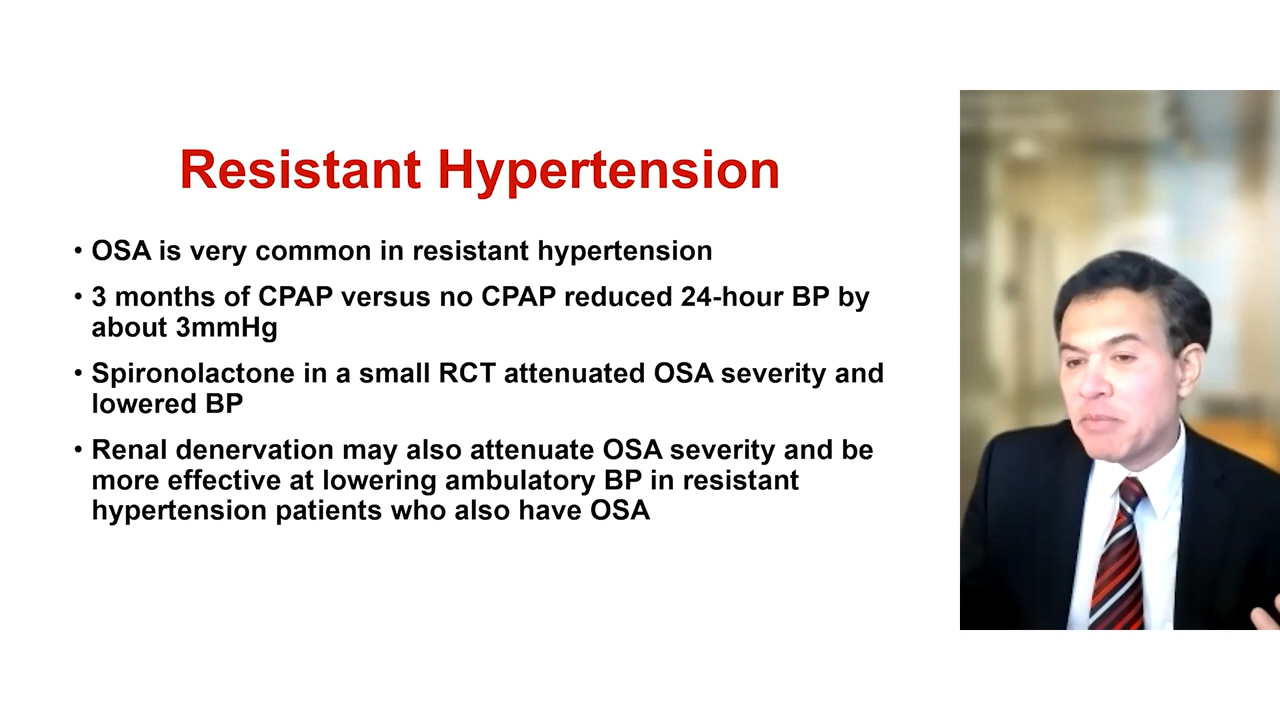 Resistant Hypertension
• OSA is very common in resistant hypertension
• 3 months of CPAP versus no CPAP reduced 24-hour BP by
about 3mmHg
• Spironolactone in a small RCT attenuated OSA severity and
lowered BP
• Renal denervation may also attenuate OSA severity and be
more effective at lowering ambulatory BP in resistant
hypertension patients who also have OSA